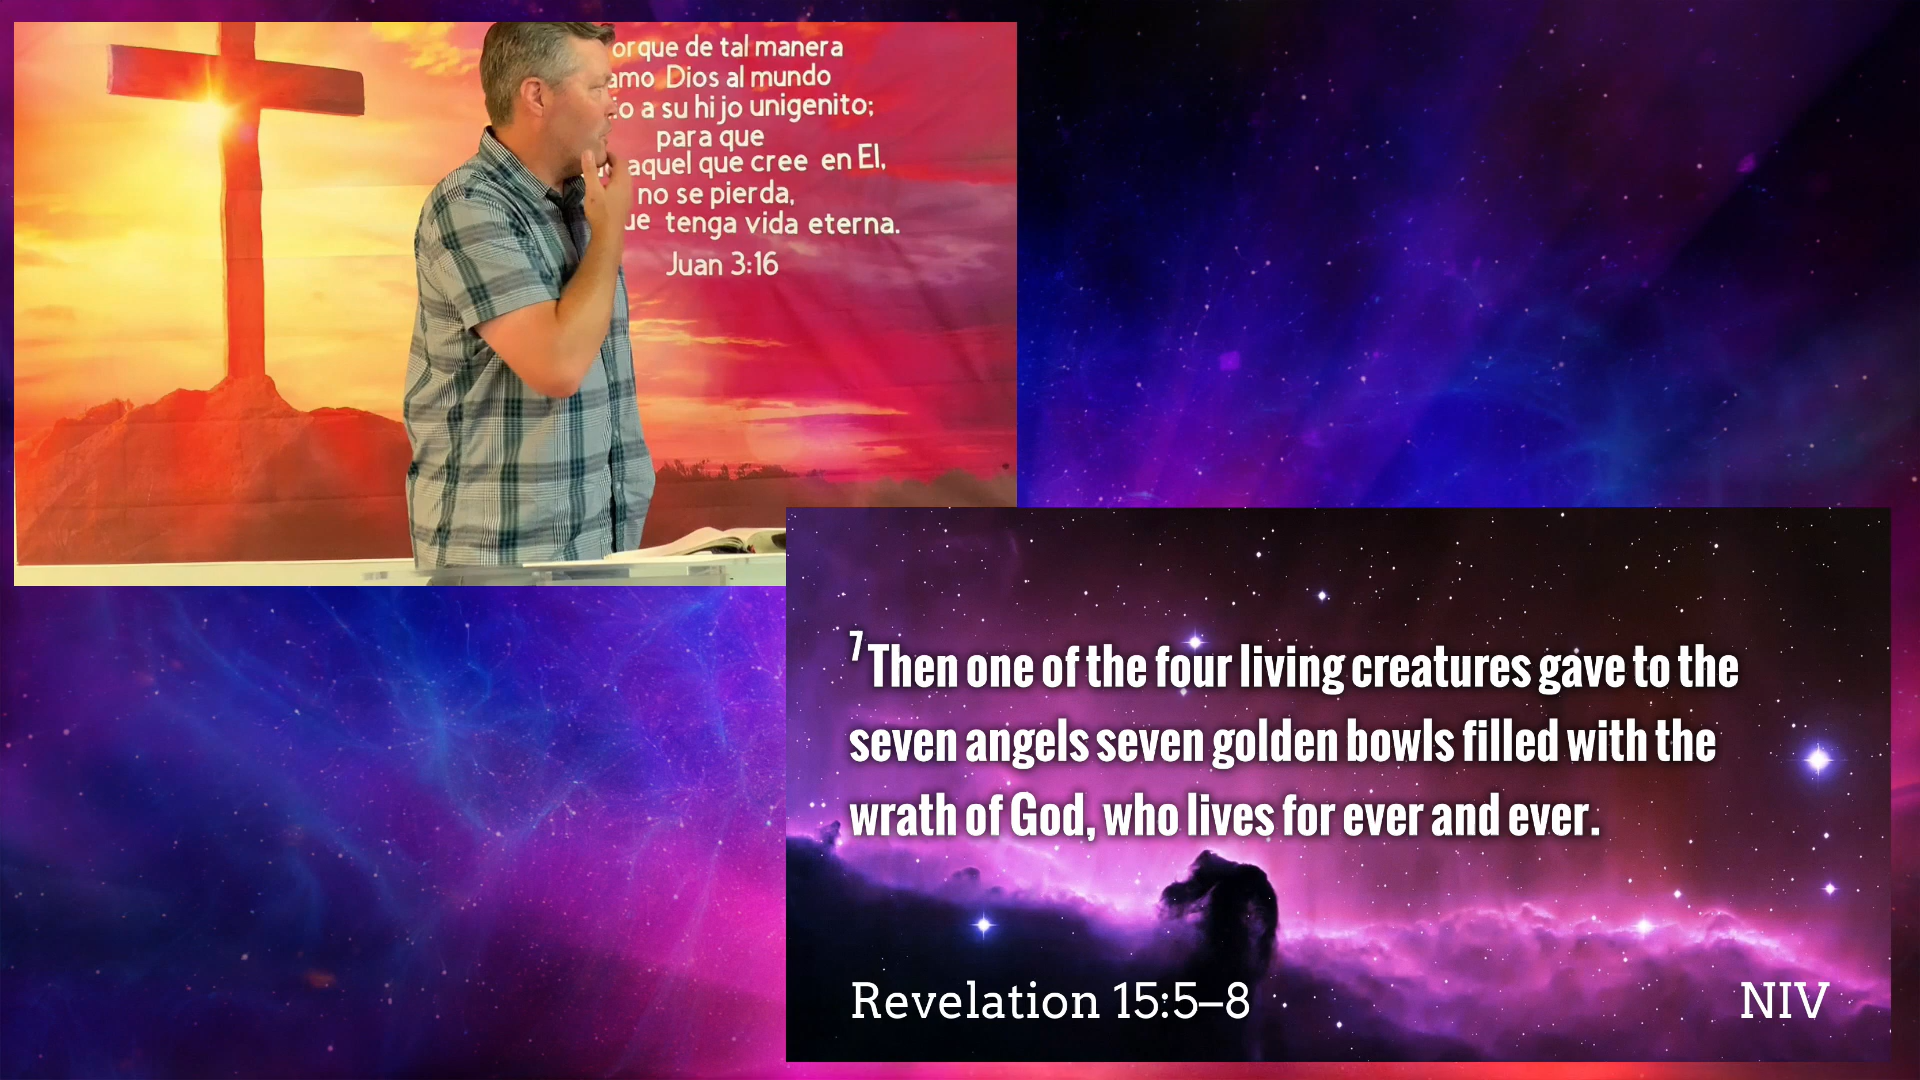 orque de tal manera
amo Dios al mundo
o a su hijo unigenito;
para que
aquel que cree en El,
no se pierda,
ue tenga vida eterna.
Juan 3:16
7 Then one of the four living creatures gave to the
seven angels seven golden bowls filled with the
wrath of God, who lives for ever and ever.
Revelation 15:5–8
NIV